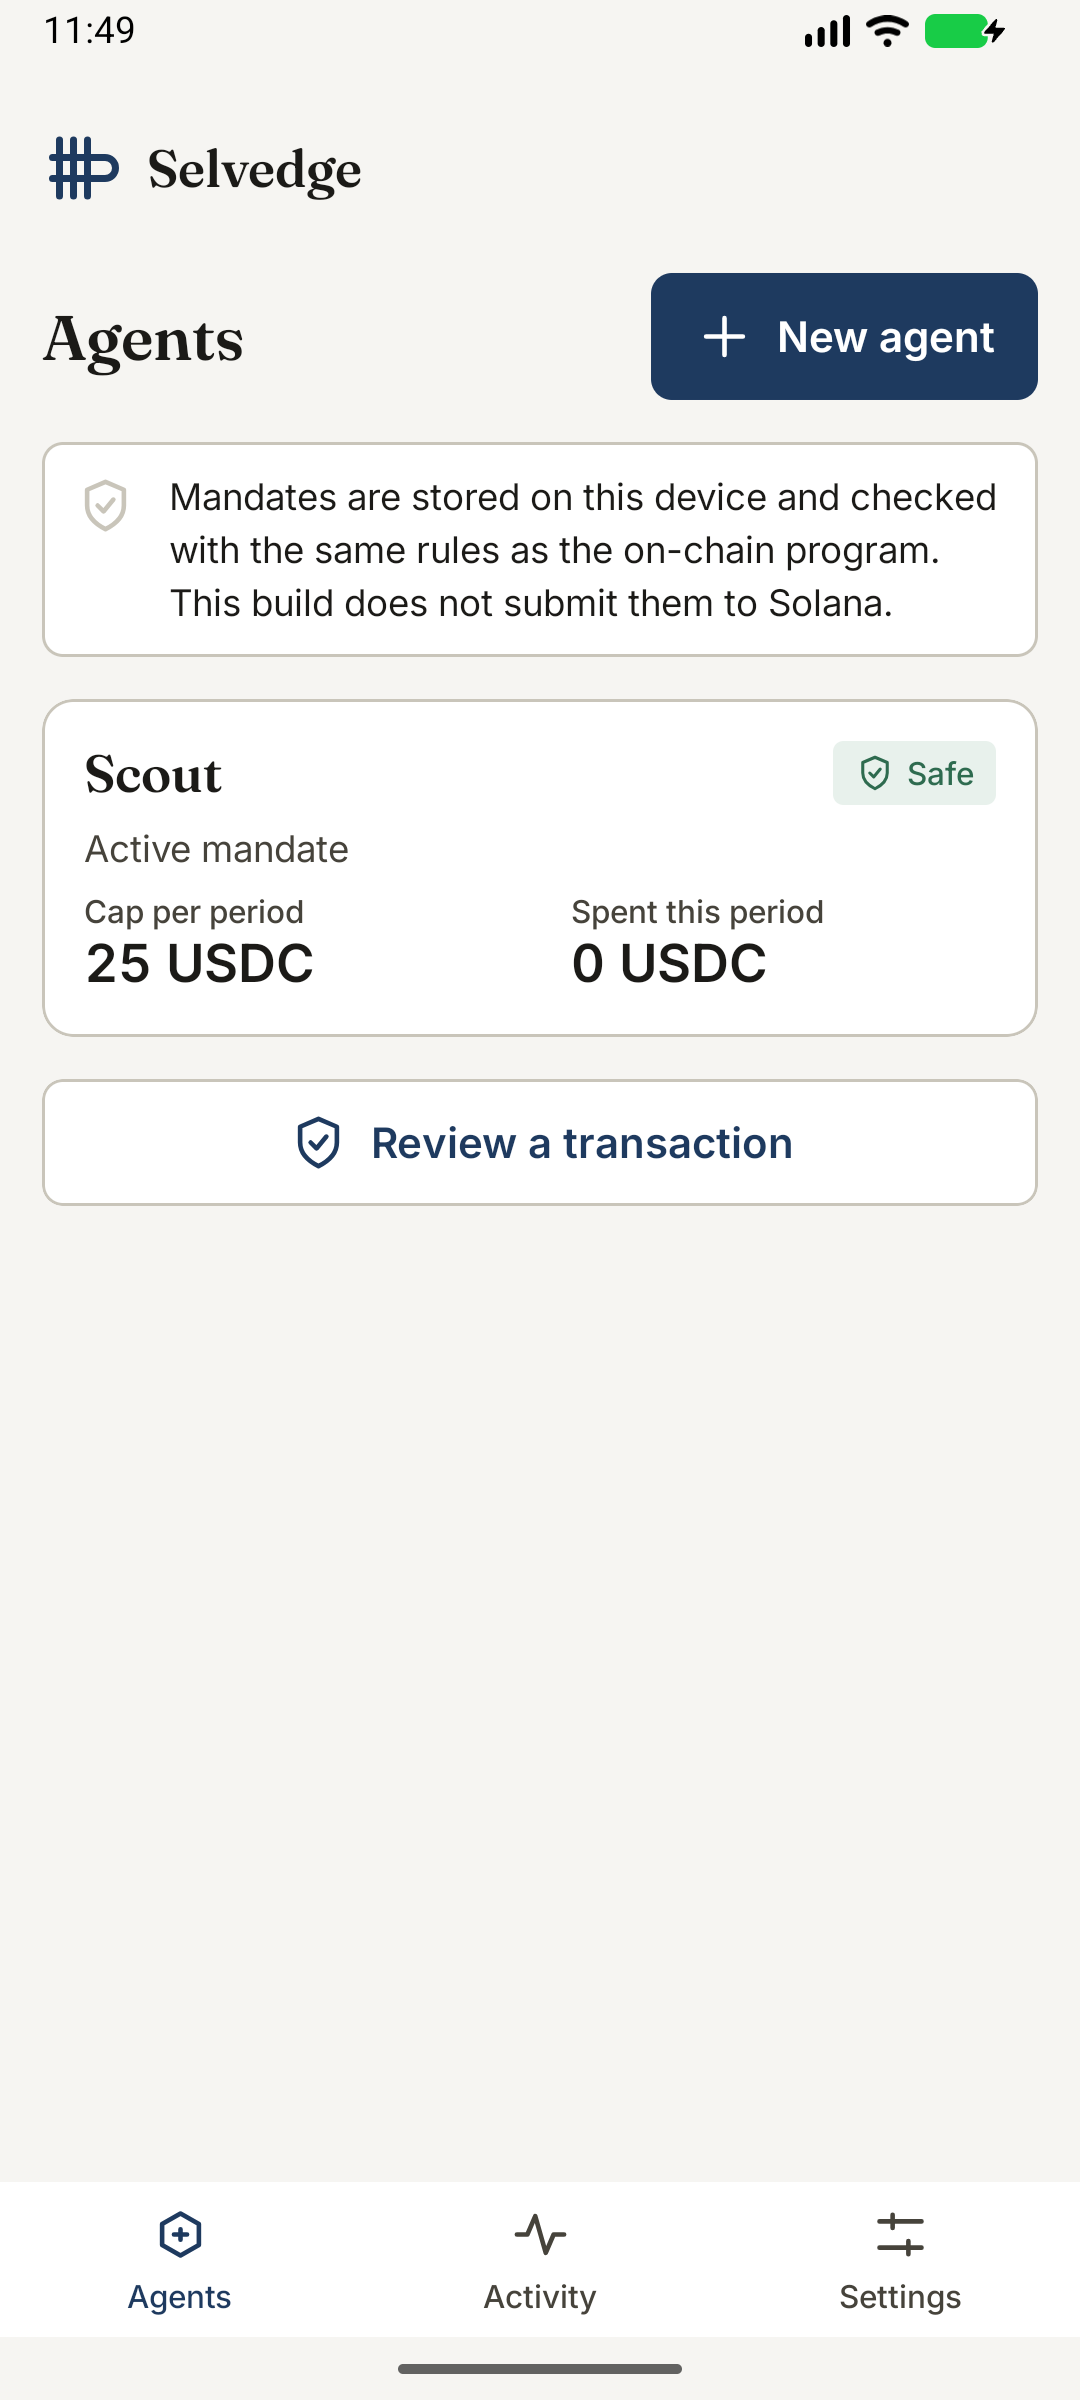 11:49
Selvedge
Agents
New agent
Mandates are stored on this device and checked
with the same rules as the on-chain program.
This build does not submit them to Solana.
Scout
Safe
Active mandate
Cap per period
Spent this period
25 USDC
0 USDC
Review a transaction
Agents
Activity
Settings